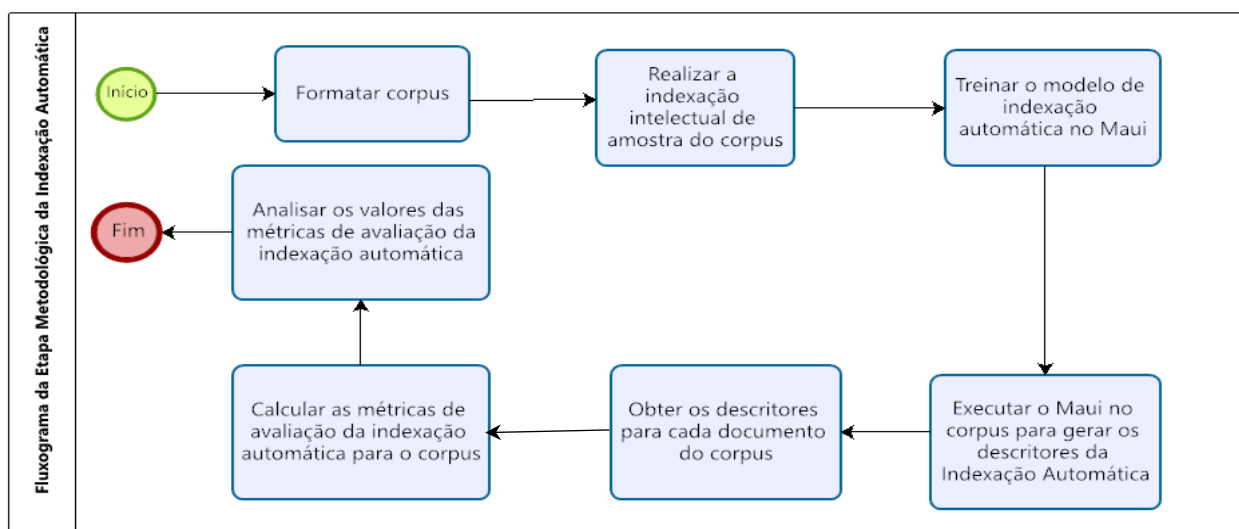 Fluxograma da Etapa Metodológica da Indexação Automática
Início
Formatar corpus
Realizar a
indexação
intelectual de
amostra do corpus
Treinar o modelo de
indexação
automática no Maui
Executar o Maui no
corpus para gerar os
descritores da
Indexação Automática
Obter os descritores
para cada documento
do corpus
Calcular as métricas de
avaliação da indexação
automática para o corpus
Analisar os valores das
métricas de avaliação da
indexação automática
Fim